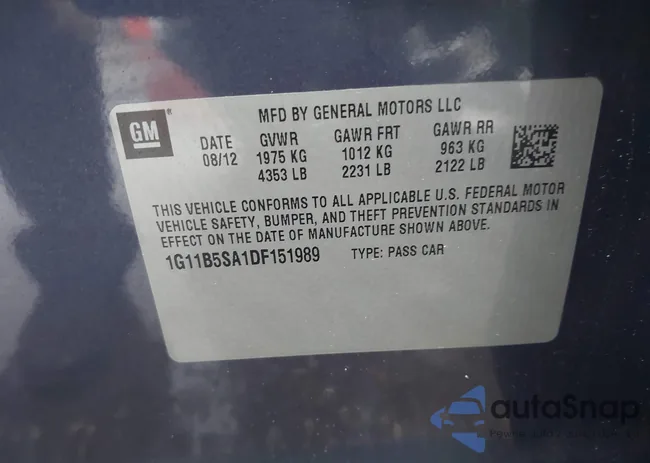 GM
MFD BY GENERAL MOTORS LLC
DATE GVWR GAWR FRT GAWR RR
08/12 1975 KG 1012 KG 963 KG
4353 LB 2231 LB 2122 LB
THIS VEHICLE CONFORMS TO ALL APPLICABLE U.S. FEDERAL MOTOR
VEHICLE SAFETY, BUMPER, AND THEFT PREVENTION STANDARDS IN
EFFECT ON THE DATE OF MANUFACTURE SHOWN ABOVE.
1G11B5SA1DF151989 TYPE: PASS CAR
autaSnap